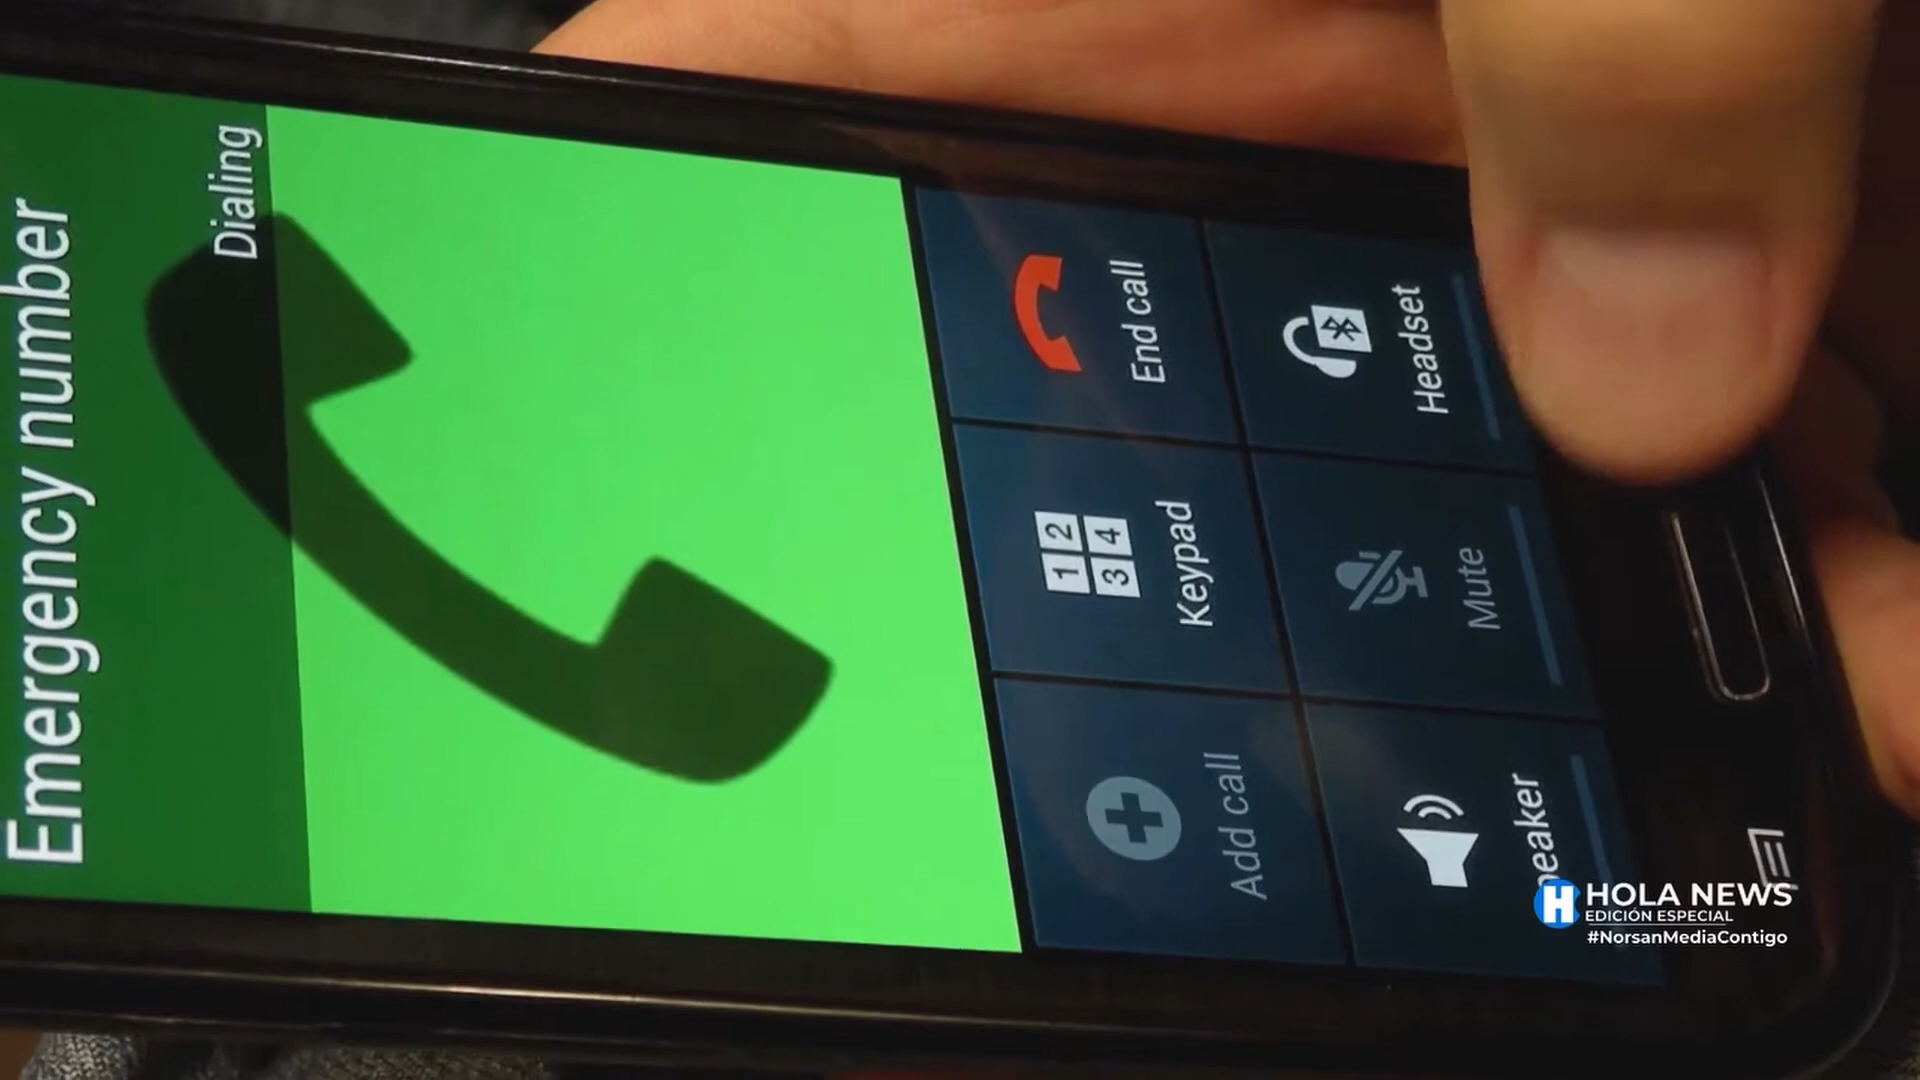 Emergency number
Dialing
End call
Keypad
Add call
Headset
Mute
peaker
1 2
3 4
H HOLA NEWS
EDICIÓN ESPECIAL
#NorsanMediaContigo